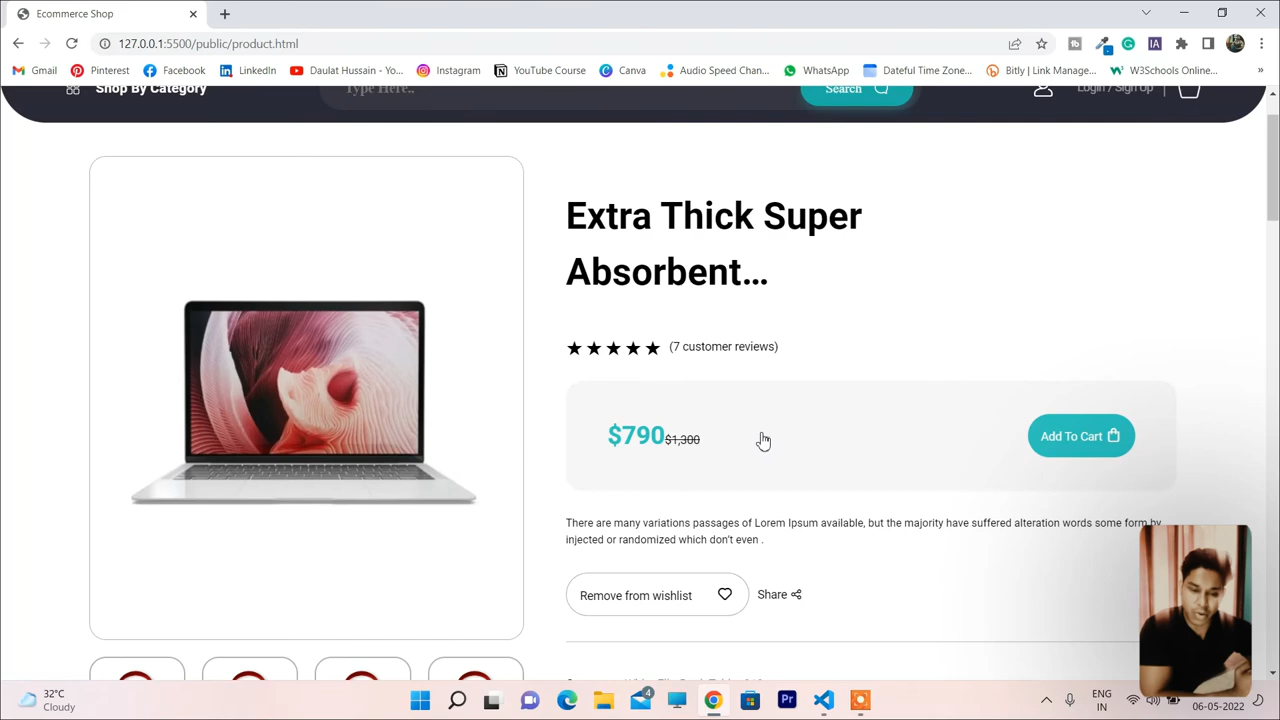 Ecommerce Shop
127.0.0.1:5500/public/product.html
Gmail Pinterest Facebook LinkedIn Daulat Hussain - Yo... Instagram YouTube Course Canva Audio Speed Chan... WhatsApp Dateful Time Zone... Bitly | Link Manage... W3Schools Online... »
Shop By Category Type Here.. Search Login / Sign Up
Extra Thick Super
Absorbent...
(7 customer reviews)
$790 $1,300 Add To Cart
There are many variations passages of Lorem Ipsum available, but the majority have suffered alteration words some form by
injected or randomized which don't even .
Remove from wishlist Share
32°C
Cloudy
4
ENG
IN
06-05-2022